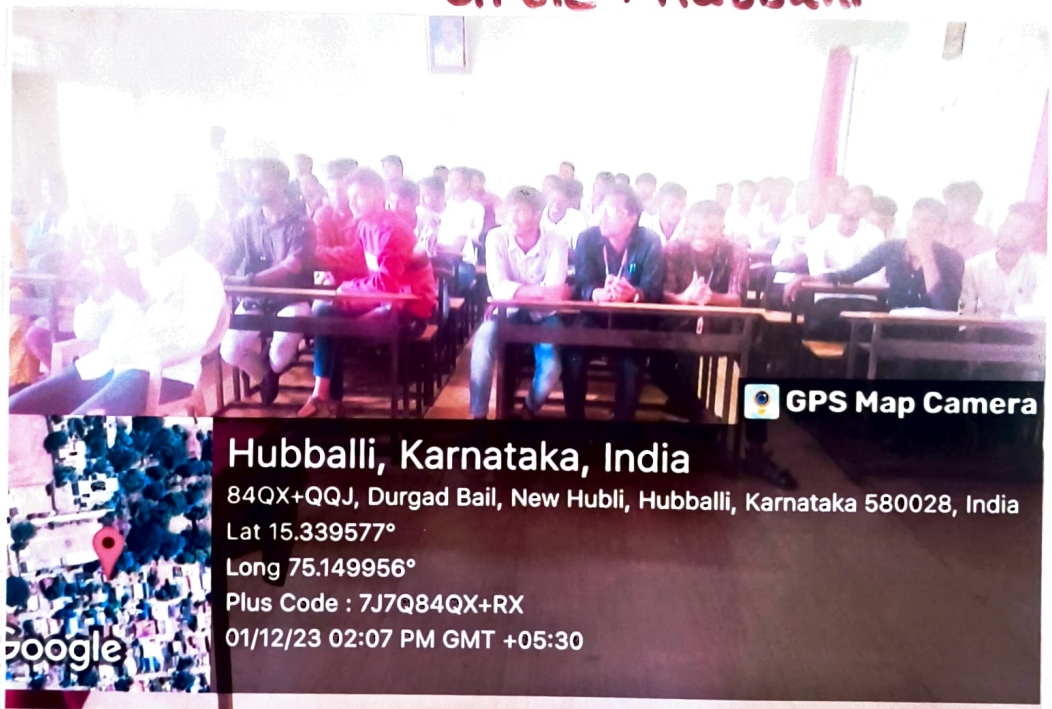 Hubballi
GPS Map Camera
Hubballi, Karnataka, India
84QX+QQJ, Durgad Bail, New Hubli, Hubballi, Karnataka 580028, India
Lat 15.339577°
Long 75.149956°
Plus Code : 7J7Q84QX+RX
01/12/23 02:07 PM GMT +05:30
Google